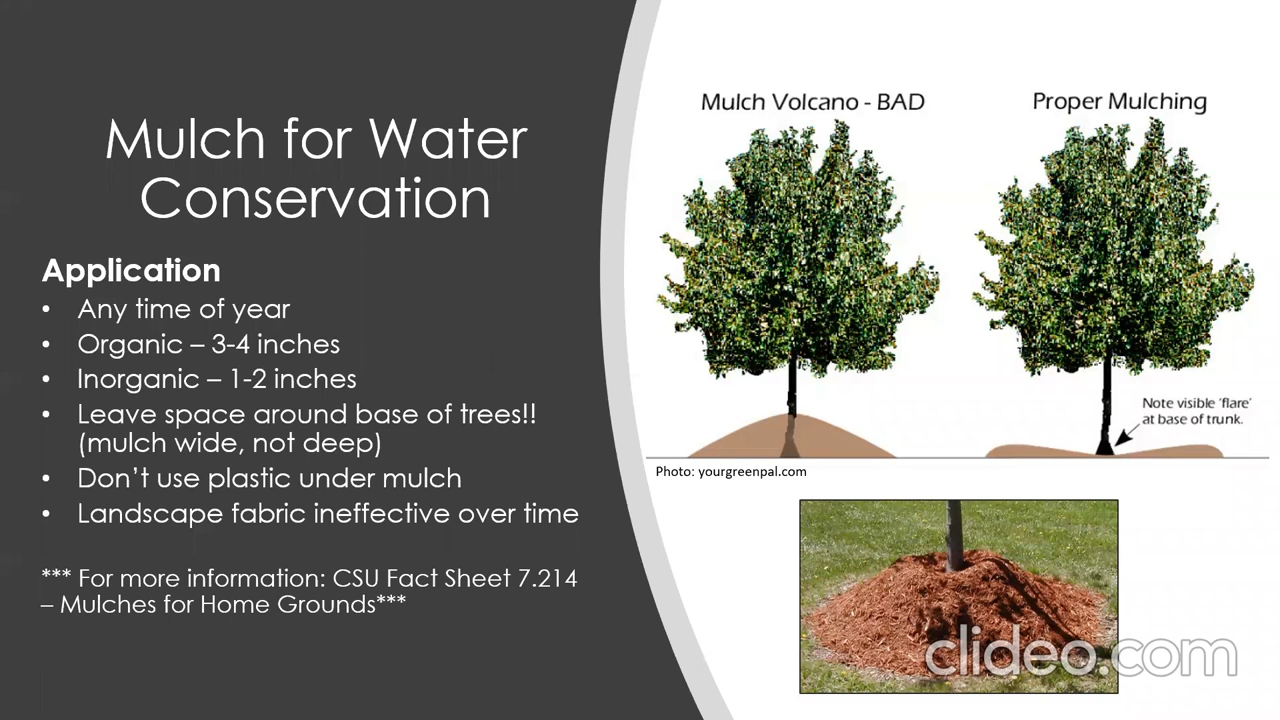 Mulch for Water
Conservation
Application
• Any time of year
• Organic – 3-4 inches
• Inorganic – 1-2 inches
• Leave space around base of trees!!
(mulch wide, not deep)
• Don't use plastic under mulch
• Landscape fabric ineffective over time
*** For more information: CSU Fact Sheet 7.214
– Mulches for Home Grounds***
Mulch Volcano - BAD
Proper Mulching
Note visible 'flare'
at base of trunk.
Photo: yourgreenpal.com
clideo.com